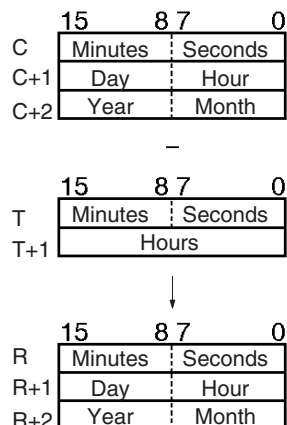 15 8 7 0
C Minutes Seconds
C+1 Day Hour
C+2 Year Month
–
15 8 7 0
T Minutes Seconds
T+1 Hours
15 8 7 0
R Minutes Seconds
R+1 Day Hour
R+2 Year Month